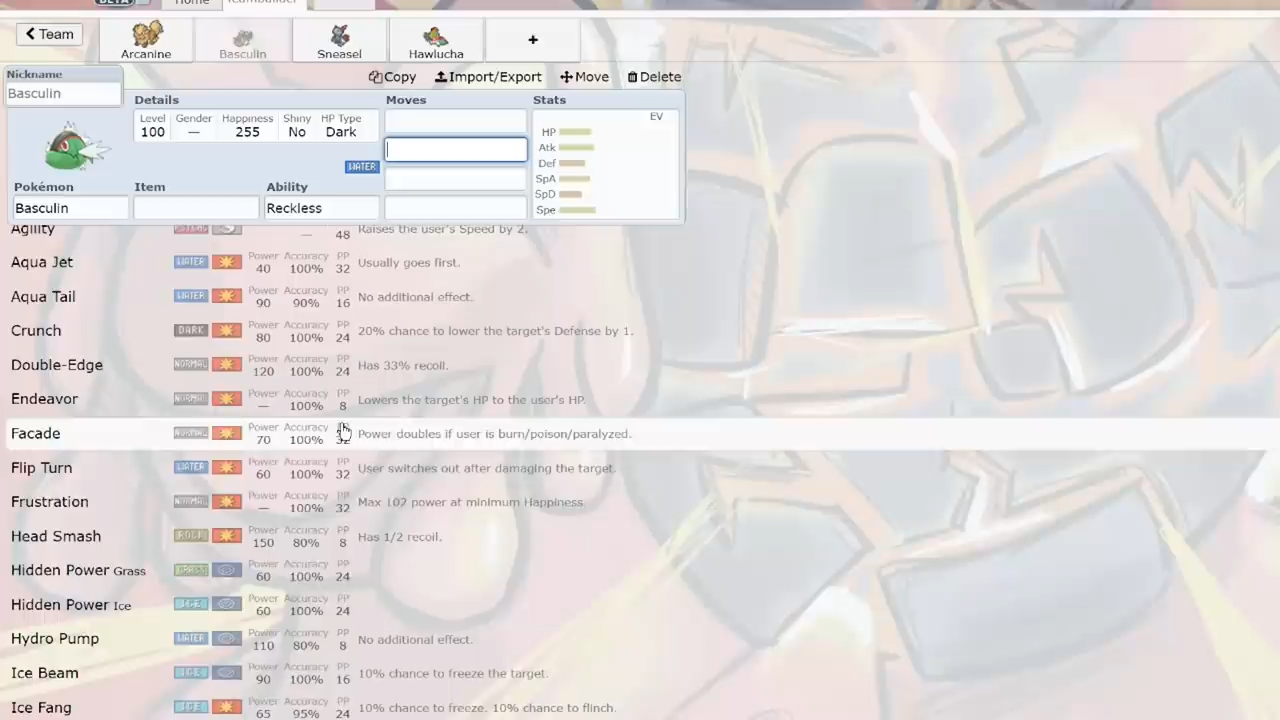 BETA Home Teambuilder
Team
Arcanine Basculin Sneasel Hawlucha +
Copy Import/Export Move Delete
Nickname
Basculin
Details Moves Stats
Level Gender Happiness Shiny HP Type EV
100 — 255 No Dark
HP
Atk
Def
SpA
SpD
Spe
WATER
Pokémon Item Ability
Basculin Reckless
Agility — 48 Raises the user's Speed by 2.
Aqua Jet WATER Power 40 Accuracy 100% PP 32 Usually goes first.
Aqua Tail WATER Power 90 Accuracy 90% PP 16 No additional effect.
Crunch DARK Power 80 Accuracy 100% PP 24 20% chance to lower the target's Defense by 1.
Double-Edge NORMAL Power 120 Accuracy 100% PP 24 Has 33% recoil.
Endeavor NORMAL Power — Accuracy 100% PP 8 Lowers the target's HP to the user's HP.
Facade NORMAL Power 70 Accuracy 100% 32 Power doubles if user is burn/poison/paralyzed.
Flip Turn WATER Power 60 Accuracy 100% PP 32 User switches out after damaging the target.
Frustration NORMAL Power — Accuracy 100% PP 32 Max 102 power at minimum Happiness.
Head Smash ROCK Power 150 Accuracy 80% PP 8 Has 1/2 recoil.
Hidden Power Grass GRASS Power 60 Accuracy 100% PP 24
Hidden Power Ice ICE Power 60 Accuracy 100% PP 24
Hydro Pump WATER Power 110 Accuracy 80% PP 8 No additional effect.
Ice Beam ICE Power 90 Accuracy 100% PP 16 10% chance to freeze the target.
Ice Fang ICE Power 65 Accuracy 95% PP 24 10% chance to freeze. 10% chance to flinch.